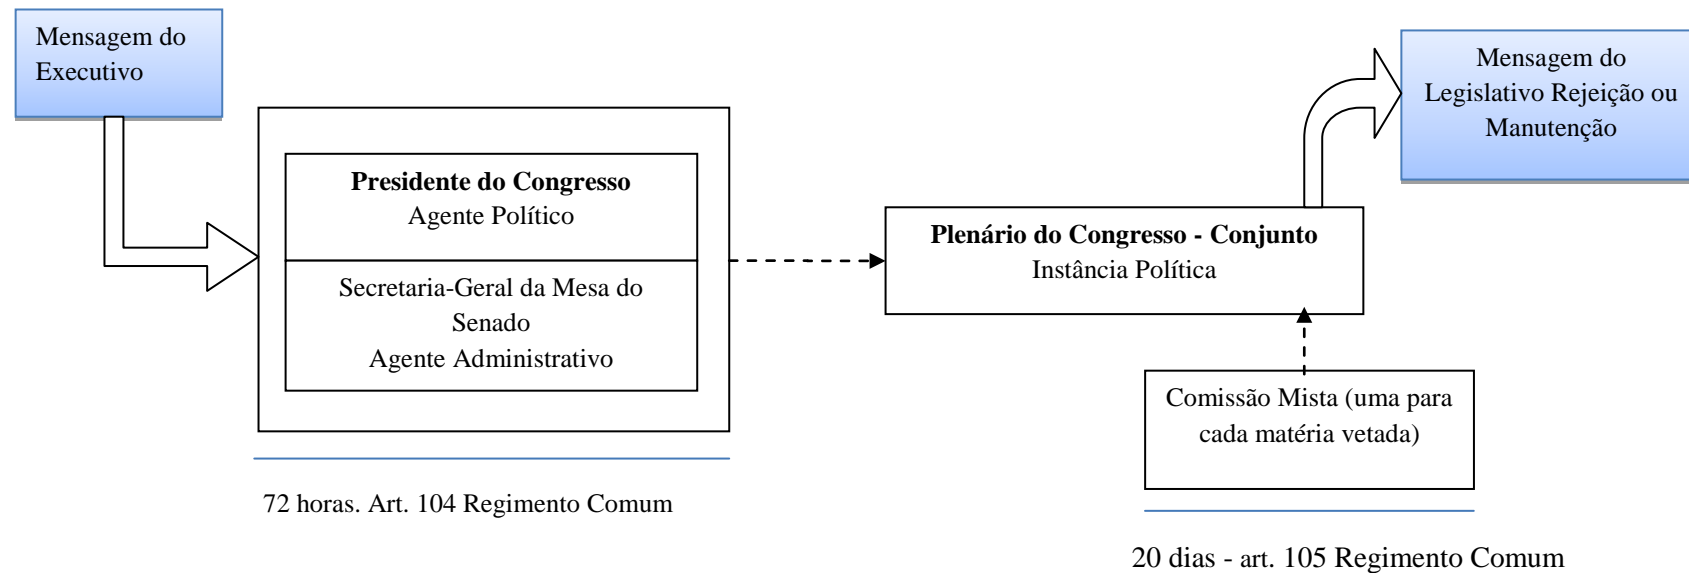 Mensagem do
Executivo
Presidente do Congresso
Agente Político
Secretaria-Geral da Mesa do
Senado
Agente Administrativo
72 horas. Art. 104 Regimento Comum
Plenário do Congresso - Conjunto
Instância Política
Mensagem do
Legislativo Rejeição ou
Manutenção
Comissão Mista (uma para
cada matéria vetada)
20 dias - art. 105 Regimento Comum